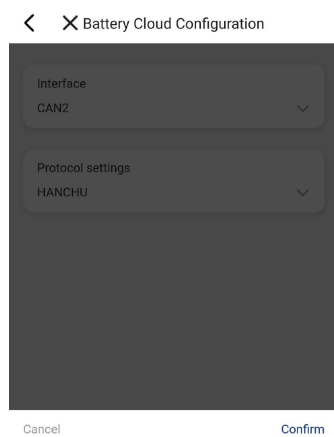 Battery Cloud Configuration
Interface
CAN2
Protocol settings
HANCHU
Cancel
Confirm